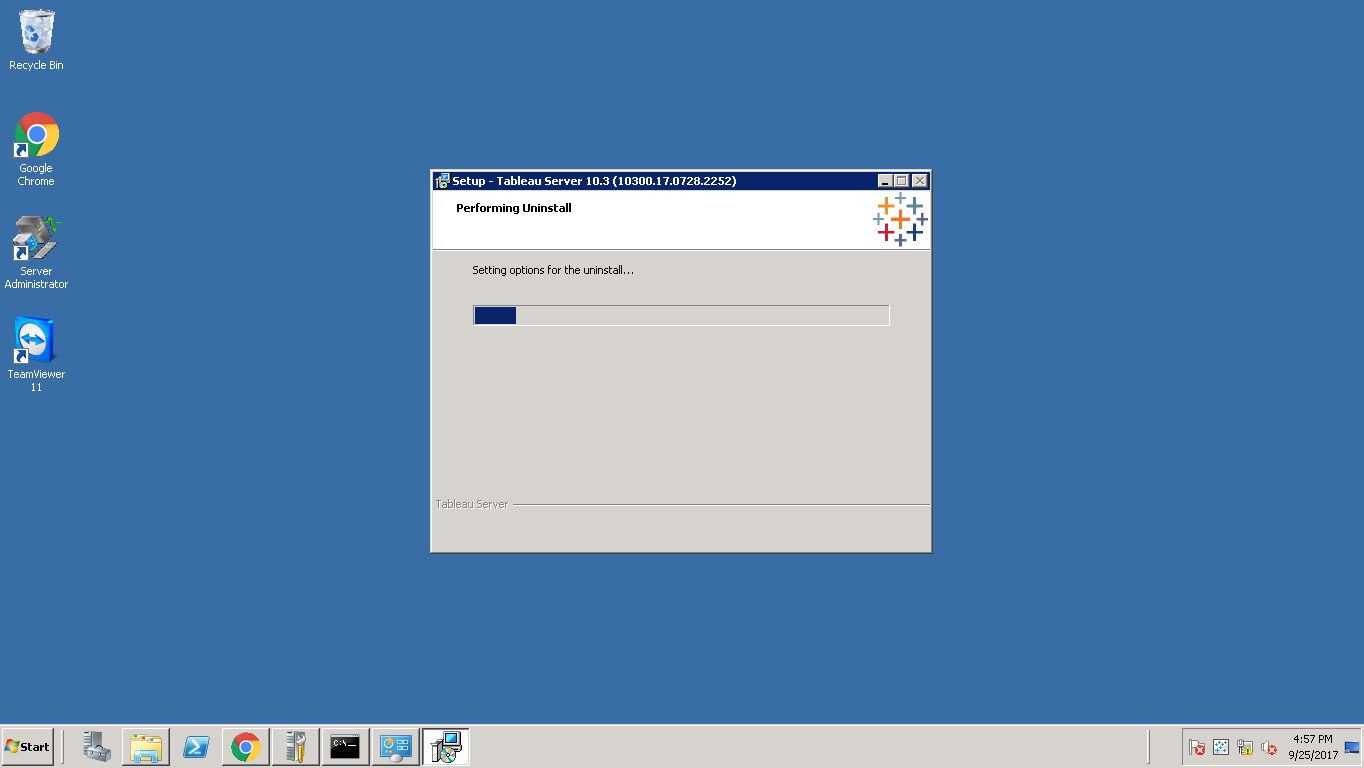 Recycle Bin
Google
Chrome
Server
Administrator
TeamViewer
11
Setup - Tableau Server 10.3 (10300.17.0728.2252)
Performing Uninstall
Setting options for the uninstall...
Tableau Server
Start
C:\_
4:57 PM
9/25/2017